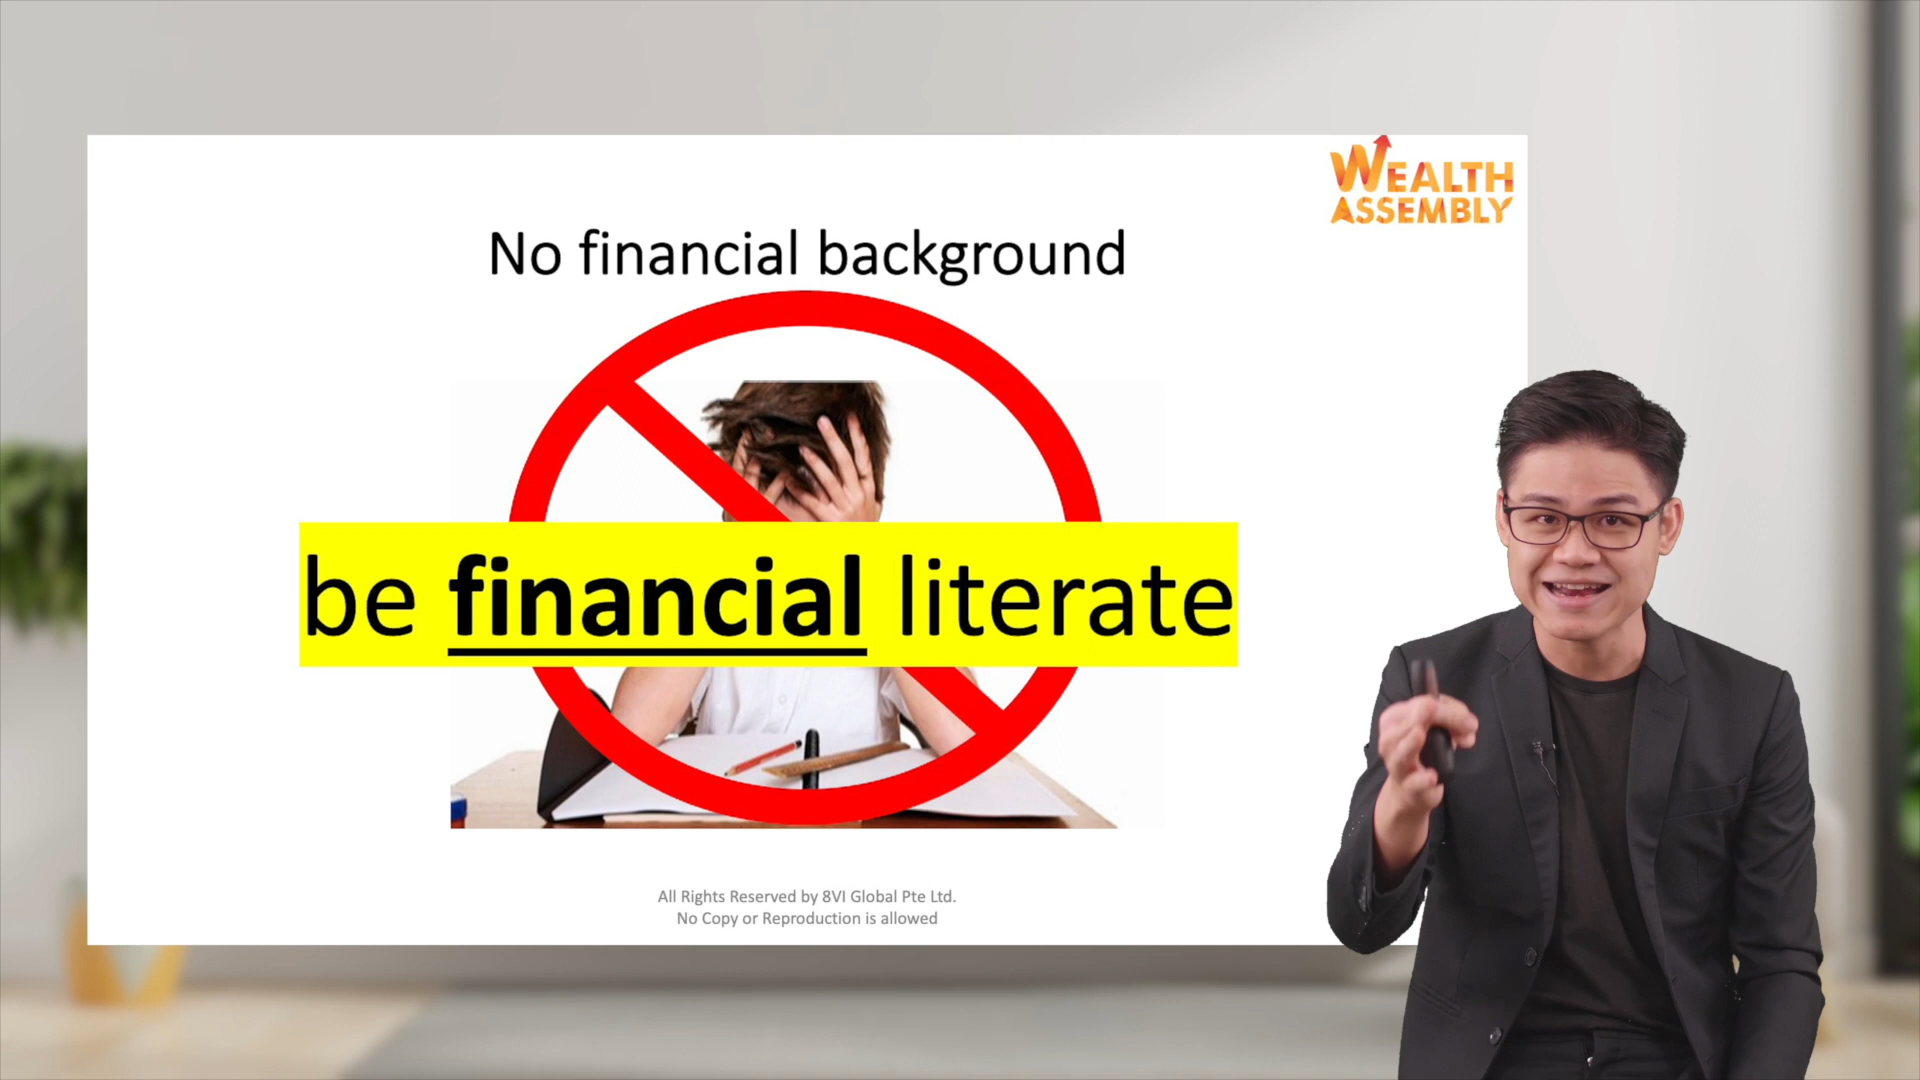 WEALTH
ASSEMBLY
No financial background
be financial literate
All Rights Reserved by 8VI Global Pte Ltd.
No Copy or Reproduction is allowed